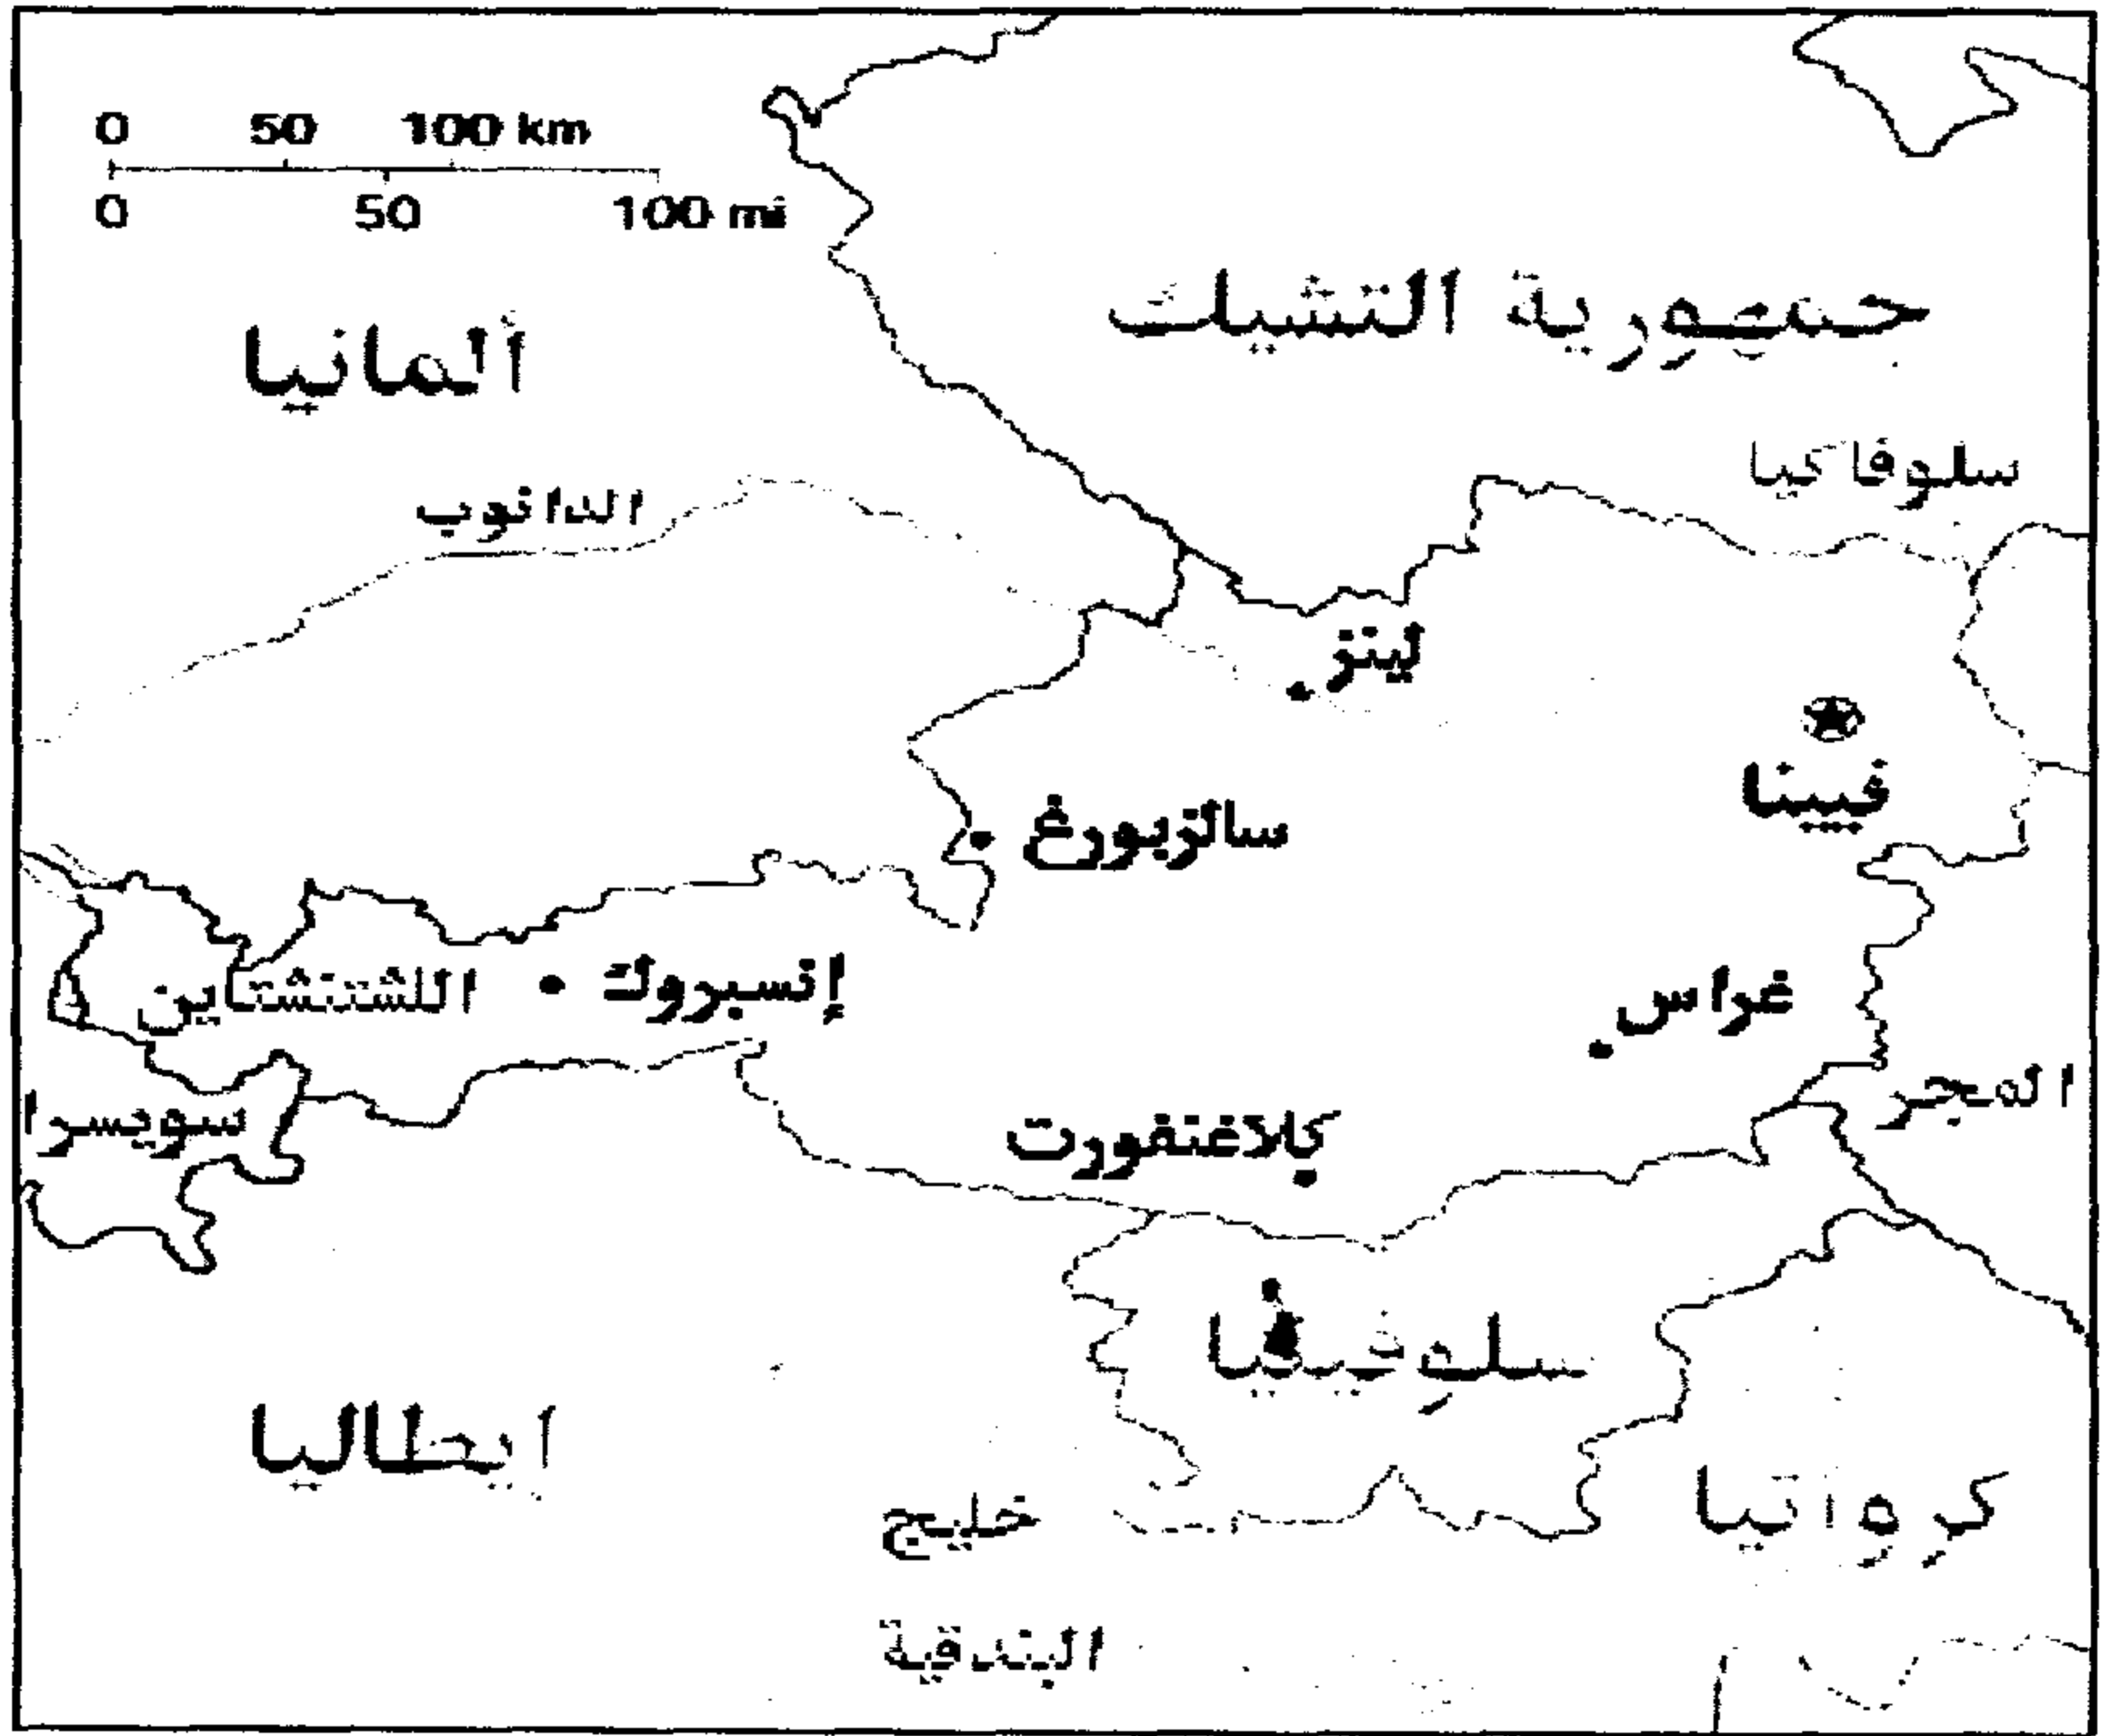 0 50 100 km
0 50 100 mi
جمهورية التشيك
ألمانيا
سلوفاكيا
الدانوب
لينز
فيينا
سالزبورغ
إنسبروك
اللشتنشتاين
غراس
المجر
سويسرا
كلاغنفورت
سلوفينيا
ايطاليا
كرواتيا
خليج
البندقية